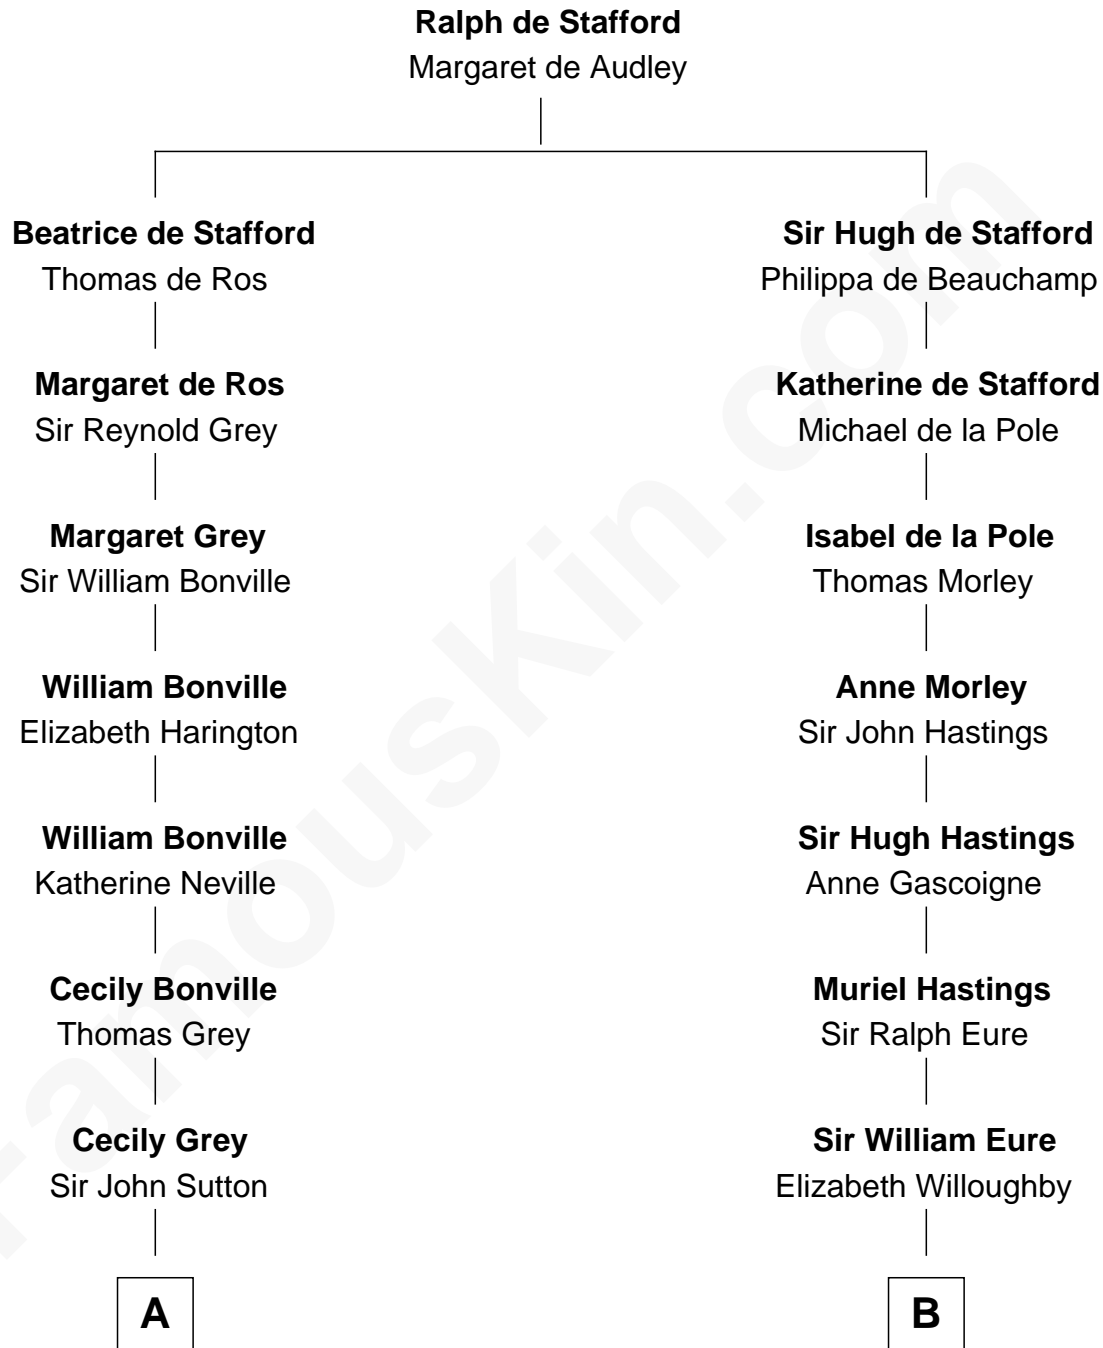 Ralph de Stafford
Margaret de Audley
Beatrice de Stafford
Thomas de Ros
Sir Hugh de Stafford
Philippa de Beauchamp
Margaret de Ros
Sir Reynold Grey
Katherine de Stafford
Michael de la Pole
Margaret Grey
Sir William Bonville
Isabel de la Pole
Thomas Morley
William Bonville
Elizabeth Harington
Anne Morley
Sir John Hastings
William Bonville
Katherine Neville
Sir Hugh Hastings
Anne Gascoigne
Cecily Bonville
Thomas Grey
Muriel Hastings
Sir Ralph Eure
Cecily Grey
Sir John Sutton
Sir William Eure
Elizabeth Willoughby
A
B
FamousKin.com